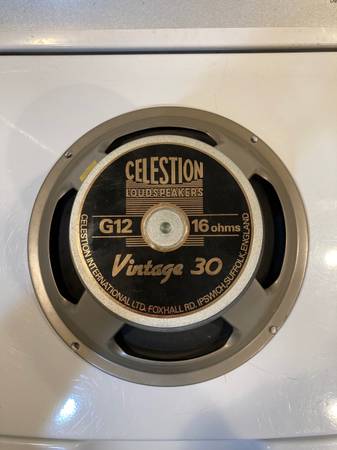 CELESTION
LOUDSPEAKERS
G12 16 ohms
Vintage 30
CELESTION INTERNATIONAL LTD. FOXHALL RD. IPSWICH, SUFFOLK, ENGLAND